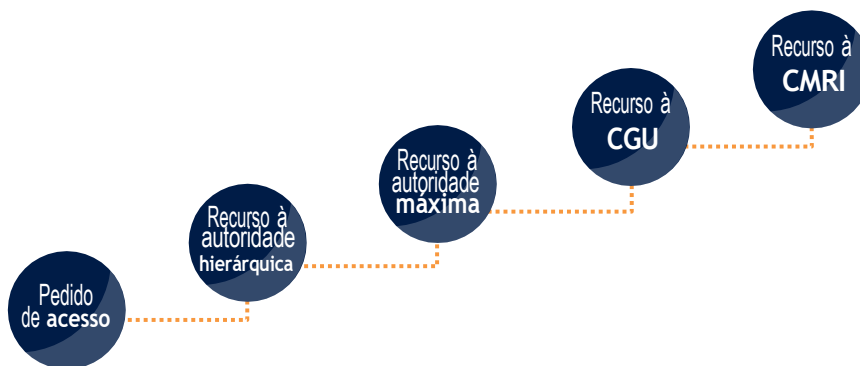 Pedido
de acesso
Recurso à
autoridade
hierárquica
Recurso à
autoridade
máxima
Recurso à
CGU
Recurso à
CMRI